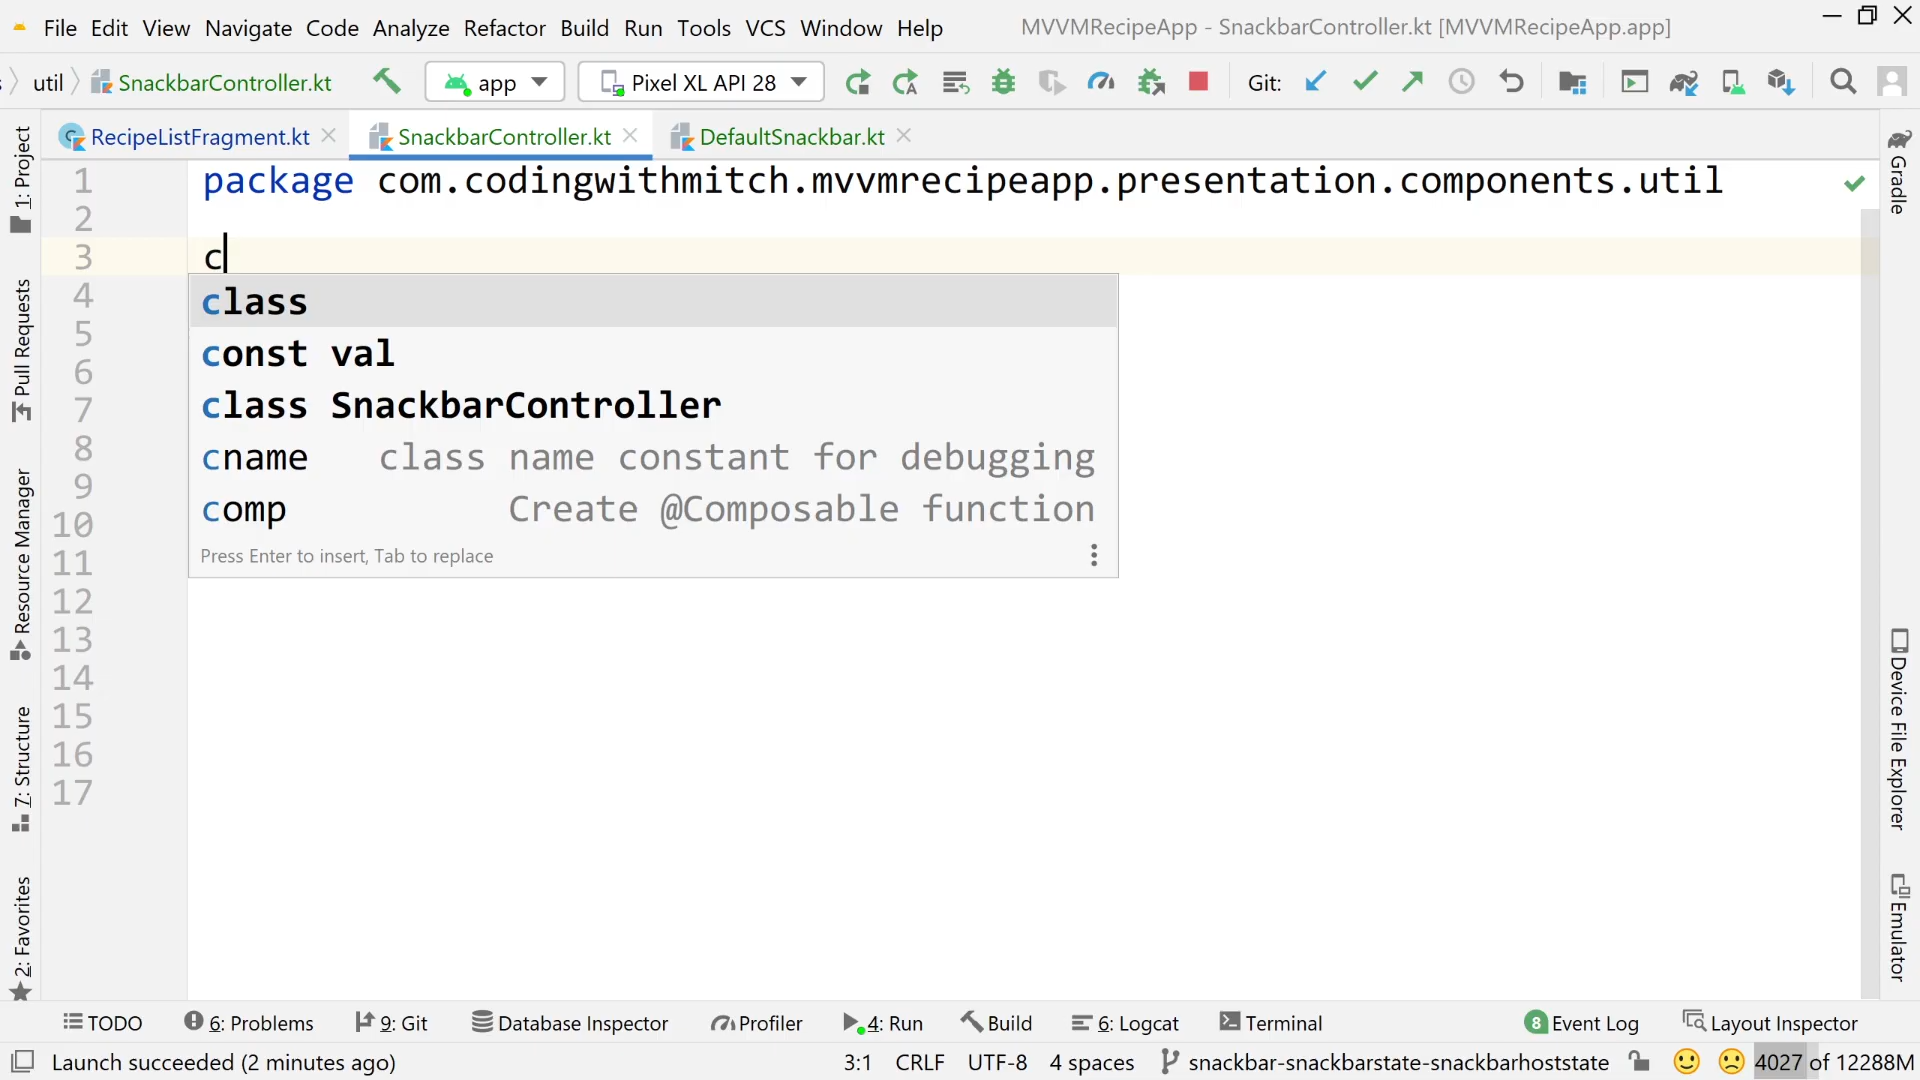 File Edit View Navigate Code Analyze Refactor Build Run Tools VCS Window Help MVVMRecipeApp - SnackbarController.kt [MVVMRecipeApp.app]
util SnackbarController.kt app Pixel XL API 28 Git:
RecipeListFragment.kt SnackbarController.kt DefaultSnackbar.kt
1 package com.codingwithmitch.mvvmrecipeapp.presentation.components.util
2
3 c
4 class
5 const val
6
7 class SnackbarController
8 cname class name constant for debugging
9
10 comp Create @Composable function
11 Press Enter to insert, Tab to replace
12
13
14
15
16
17
1: Project
Pull Requests
Resource Manager
7: Structure
2: Favorites
Gradle
Device File Explorer
Emulator
TODO 6: Problems 9: Git Database Inspector Profiler 4: Run Build 6: Logcat Terminal 8 Event Log Layout Inspector
Launch succeeded (2 minutes ago) 3:1 CRLF UTF-8 4 spaces snackbar-snackbarstate-snackbarhoststate 4027 of 12288M